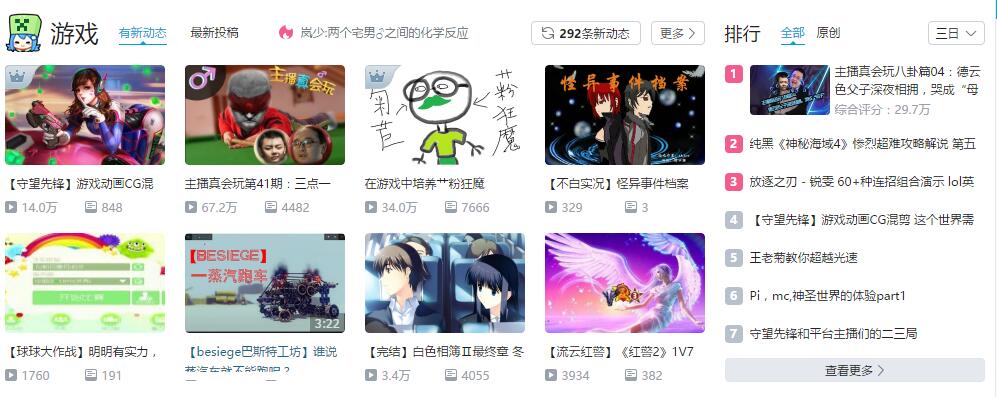 游戏
有新动态
最新投稿
岚少:两个宅男♂之间的化学反应
292条新动态
更多
排行
全部
原创
三日
主播真会玩
菊苣
茹狂魔
怪异事件档案
【守望先锋】游戏动画CG混
14.0万
848
主播真会玩第41期：三点一
67.2万
4482
在游戏中培养艹粉狂魔
34.0万
7666
【不白实况】怪异事件档案
329
3
[BESIEGE]
一蒸汽跑车
3:22
【球球大作战】明明有实力，
1760
191
【besiege巴斯特工坊】谁说
蒸汽车就不能跑呢？
【完结】白色相簿Ⅱ最终章 冬
3.4万
4055
【流云红警】《红警2》1V7
3934
382
1
主播真会玩八卦篇04：德云
色父子深夜相拥，哭成“母
综合评分：29.7万
2
纯黑《神秘海域4》惨烈超难攻略解说 第五
3
放逐之刃 - 锐雯 60+种连招组合演示 lol英
4
【守望先锋】游戏动画CG混剪 这个世界需
5
王老菊教你超越光速
6
Pi，mc,神圣世界的体验part1
7
守望先锋和平台主播们的二三局
查看更多